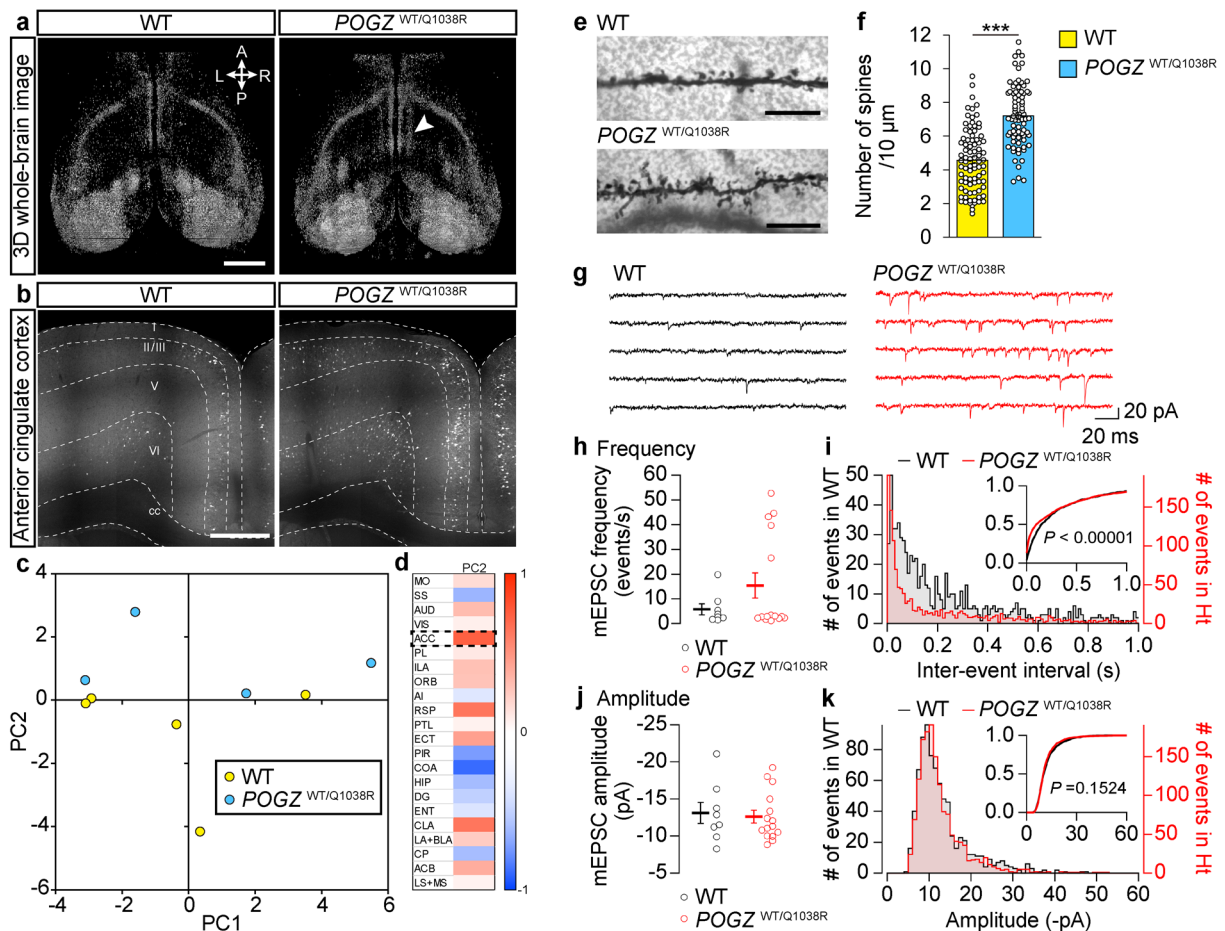 a
WT
POGZ WT/Q1038R
3D whole-brain image
A
L R
P
b
WT
POGZ WT/Q1038R
Anterior cingulate cortex
I
II/III
V
VI
cc
c
4
2
0
-2
-4
-6
-4 -2 0 2 4 6
PC2
PC1
WT
POGZ WT/Q1038R
d
PC2
MO
SS
AUD
VIS
ACC
PL
ILA
ORB
AI
RSP
PTL
ECT
PIR
COA
HIP
DG
ENT
CLA
LA+BLA
CP
ACB
LS+MS
1
0
-1
e
WT
POGZ WT/Q1038R
f
Number of spines
/10 µm
12
10
8
6
4
2
0
***
WT
POGZ WT/Q1038R
g
WT
POGZ WT/Q1038R
20 pA
20 ms
h Frequency
mEPSC frequency
(events/s)
60
50
40
30
20
10
0
WT
POGZ WT/Q1038R
i
WT POGZ WT/Q1038R
# of events in WT
50
40
30
20
10
0
# of events in Ht
150
100
50
0
1.0
0.5
0.0
P < 0.00001
0.0 0.5 1.0
0.0 0.2 0.4 0.6 0.8 1.0
Inter-event interval (s)
j Amplitude
mEPSC amplitude
(pA)
-25
-20
-15
-10
-5
WT
POGZ WT/Q1038R
k
WT POGZ WT/Q1038R
# of events in WT
80
60
40
20
0
# of events in Ht
150
100
50
0
1.0
0.5
0.0
P =0.1524
0 30 60
0 10 20 30 40 50 60
Amplitude (-pA)